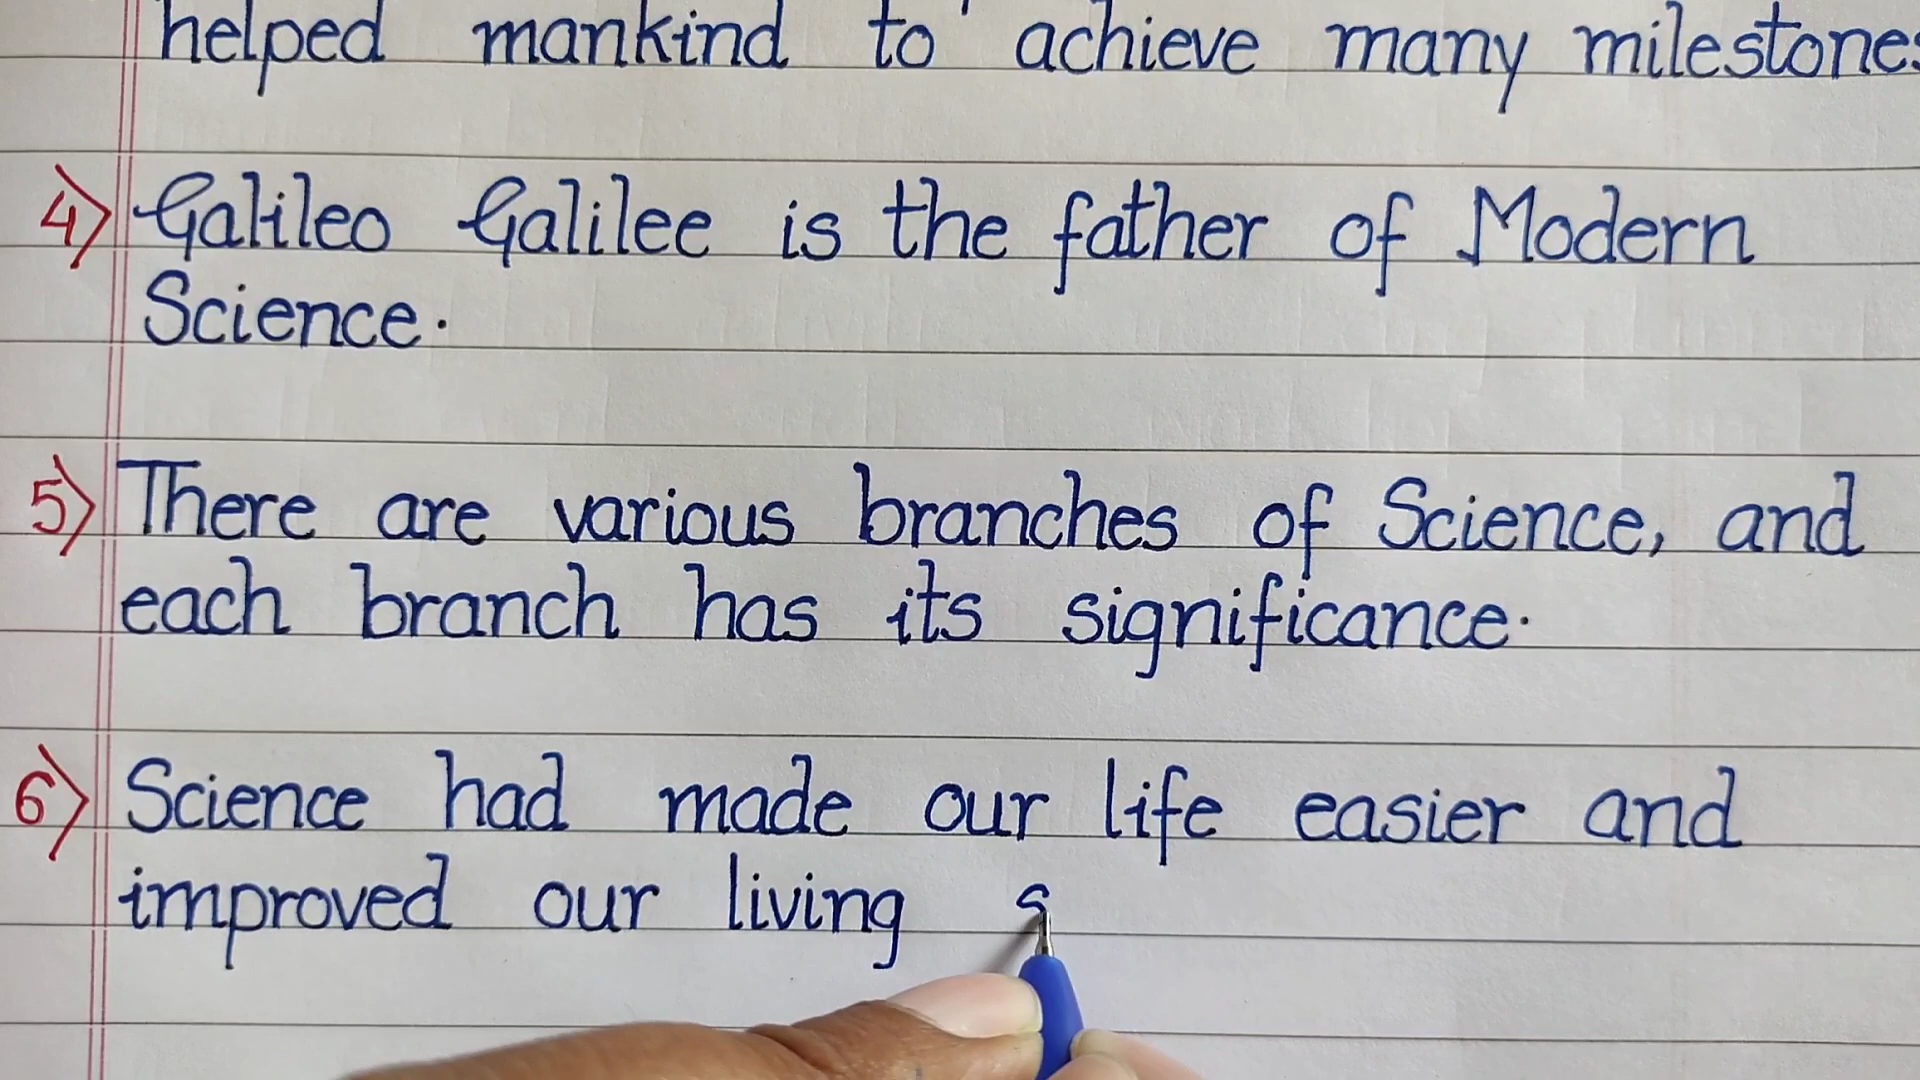 helped mankind to achieve many milestones
4) Galileo Galilee is the father of Modern
Science.
5) There are various branches of Science, and
each branch has its significance.
6) Science had made our life easier and
improved our living s